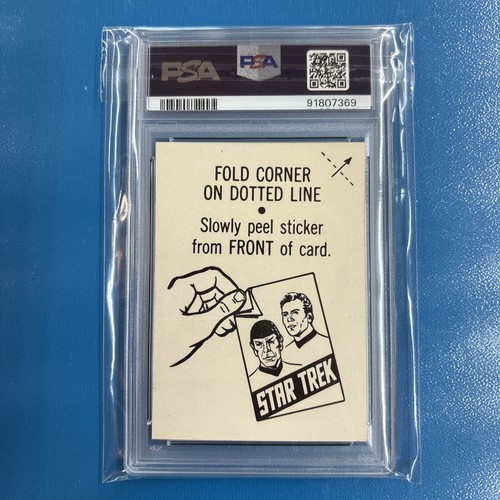 PSA
PSA
91807369
FOLD CORNER
ON DOTTED LINE
Slowly peel sticker
from FRONT of card.
STAR TREK